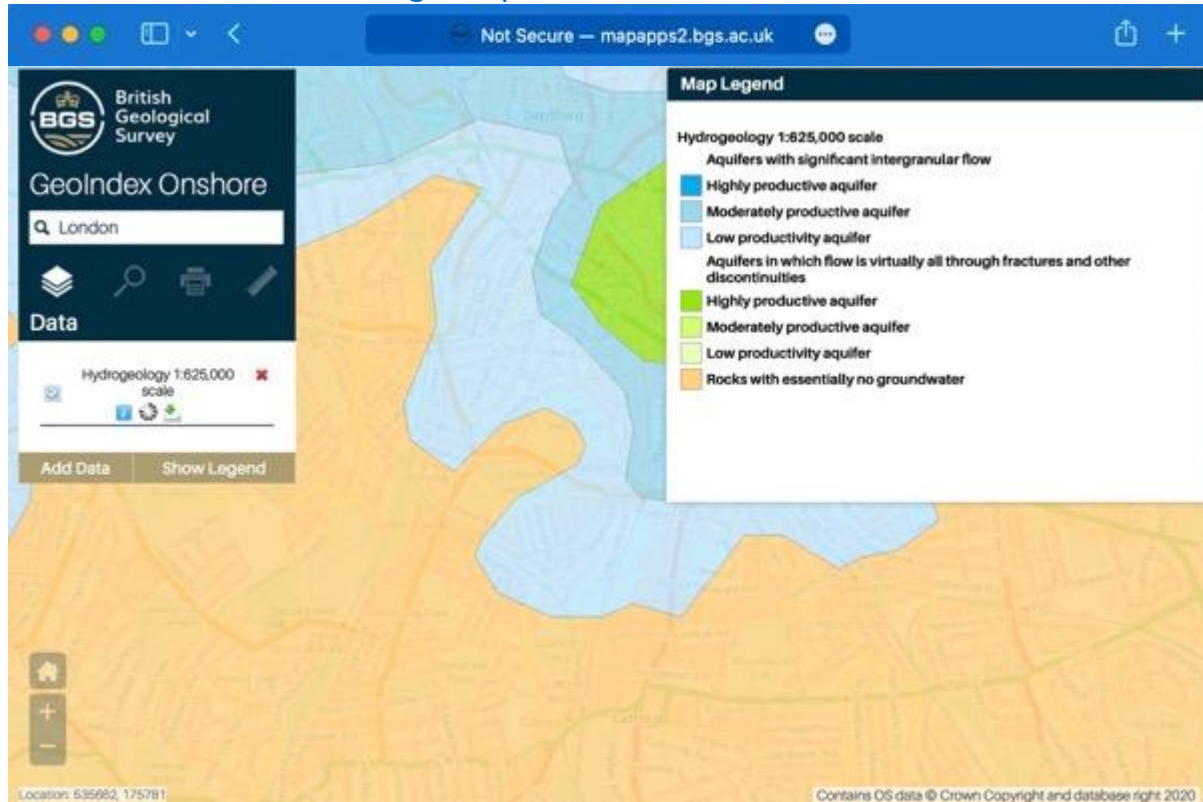 Not Secure — mapapps2.bgs.ac.uk
BGS
British
Geological
Survey
GeoIndex Onshore
London
Data
Hydrogeology 1:625,000
scale
Add Data
Show Legend
Map Legend
Hydrogeology 1:625,000 scale
Aquifers with significant intergranular flow
Highly productive aquifer
Moderately productive aquifer
Low productivity aquifer
Aquifers in which flow is virtually all through fractures and other
discontinuities
Highly productive aquifer
Moderately productive aquifer
Low productivity aquifer
Rocks with essentially no groundwater
Deptford
Catford
Location: 535662, 175781
Contains OS data © Crown Copyright and database right 2020